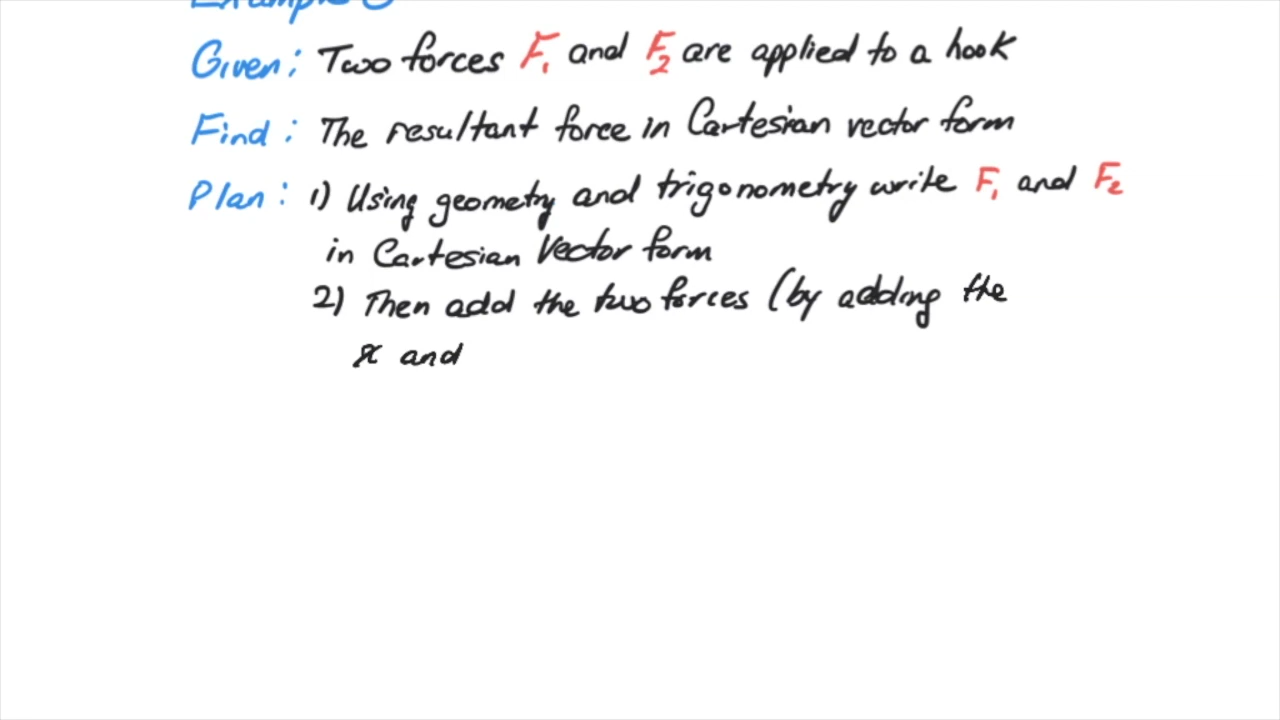 Example
Given: Two forces F₁ and F₂ are applied to a hook
Find: The resultant force in Cartesian vector form
Plan: 1) Using geometry and trigonometry write F₁ and F₂
in Cartesian Vector form
2) Then add the two forces (by adding the
x and